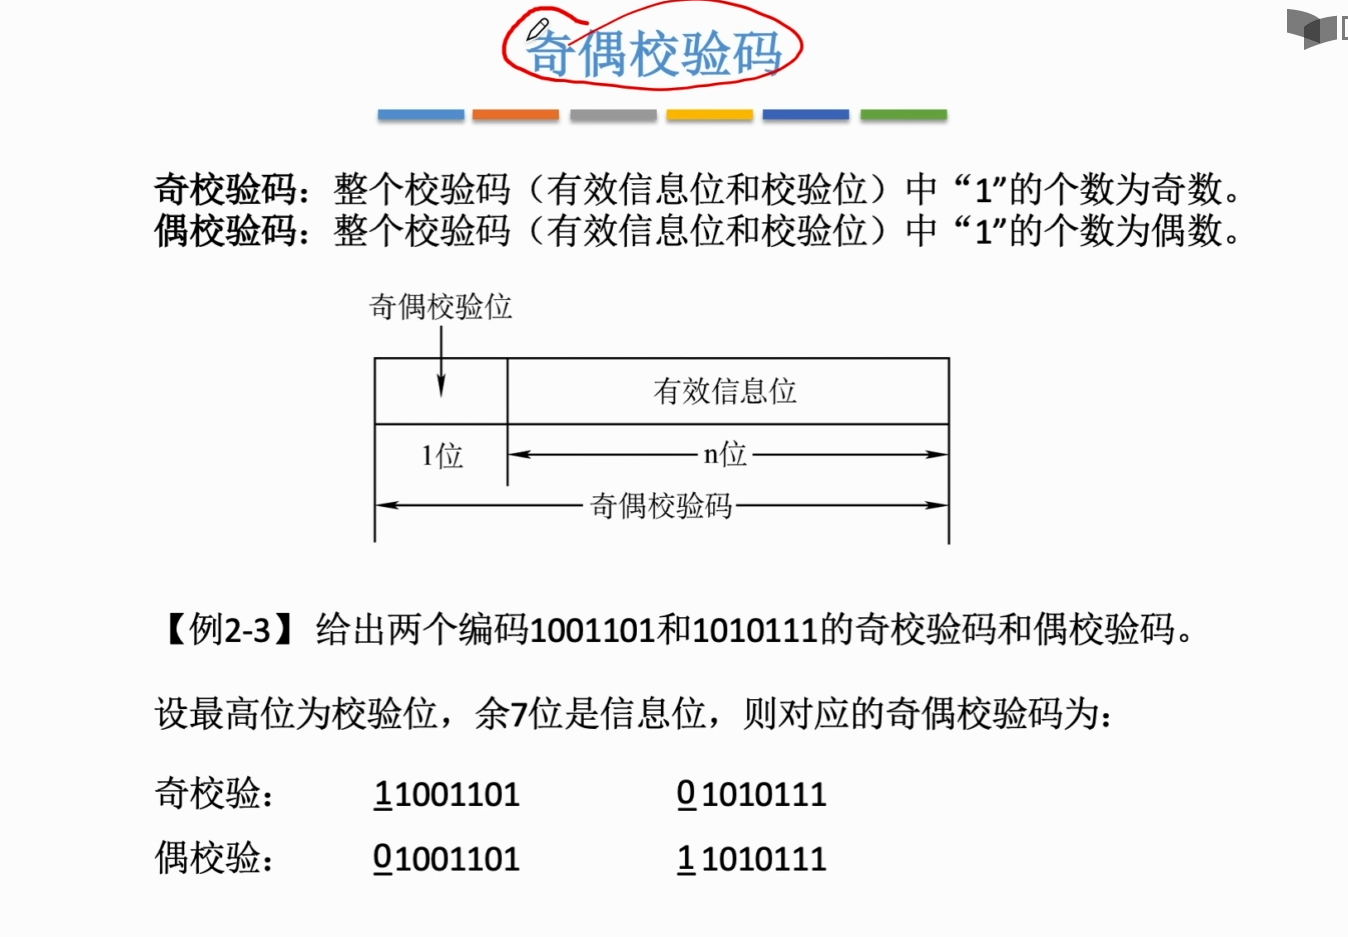 奇偶校验码
奇校验码：整个校验码（有效信息位和校验位）中“1”的个数为奇数。
偶校验码：整个校验码（有效信息位和校验位）中“1”的个数为偶数。
奇偶校验位
有效信息位
1位
n位
奇偶校验码
【例2-3】 给出两个编码1001101和1010111的奇校验码和偶校验码。
设最高位为校验位，余7位是信息位，则对应的奇偶校验码为：
奇校验： 11001101 01010111
偶校验： 01001101 11010111